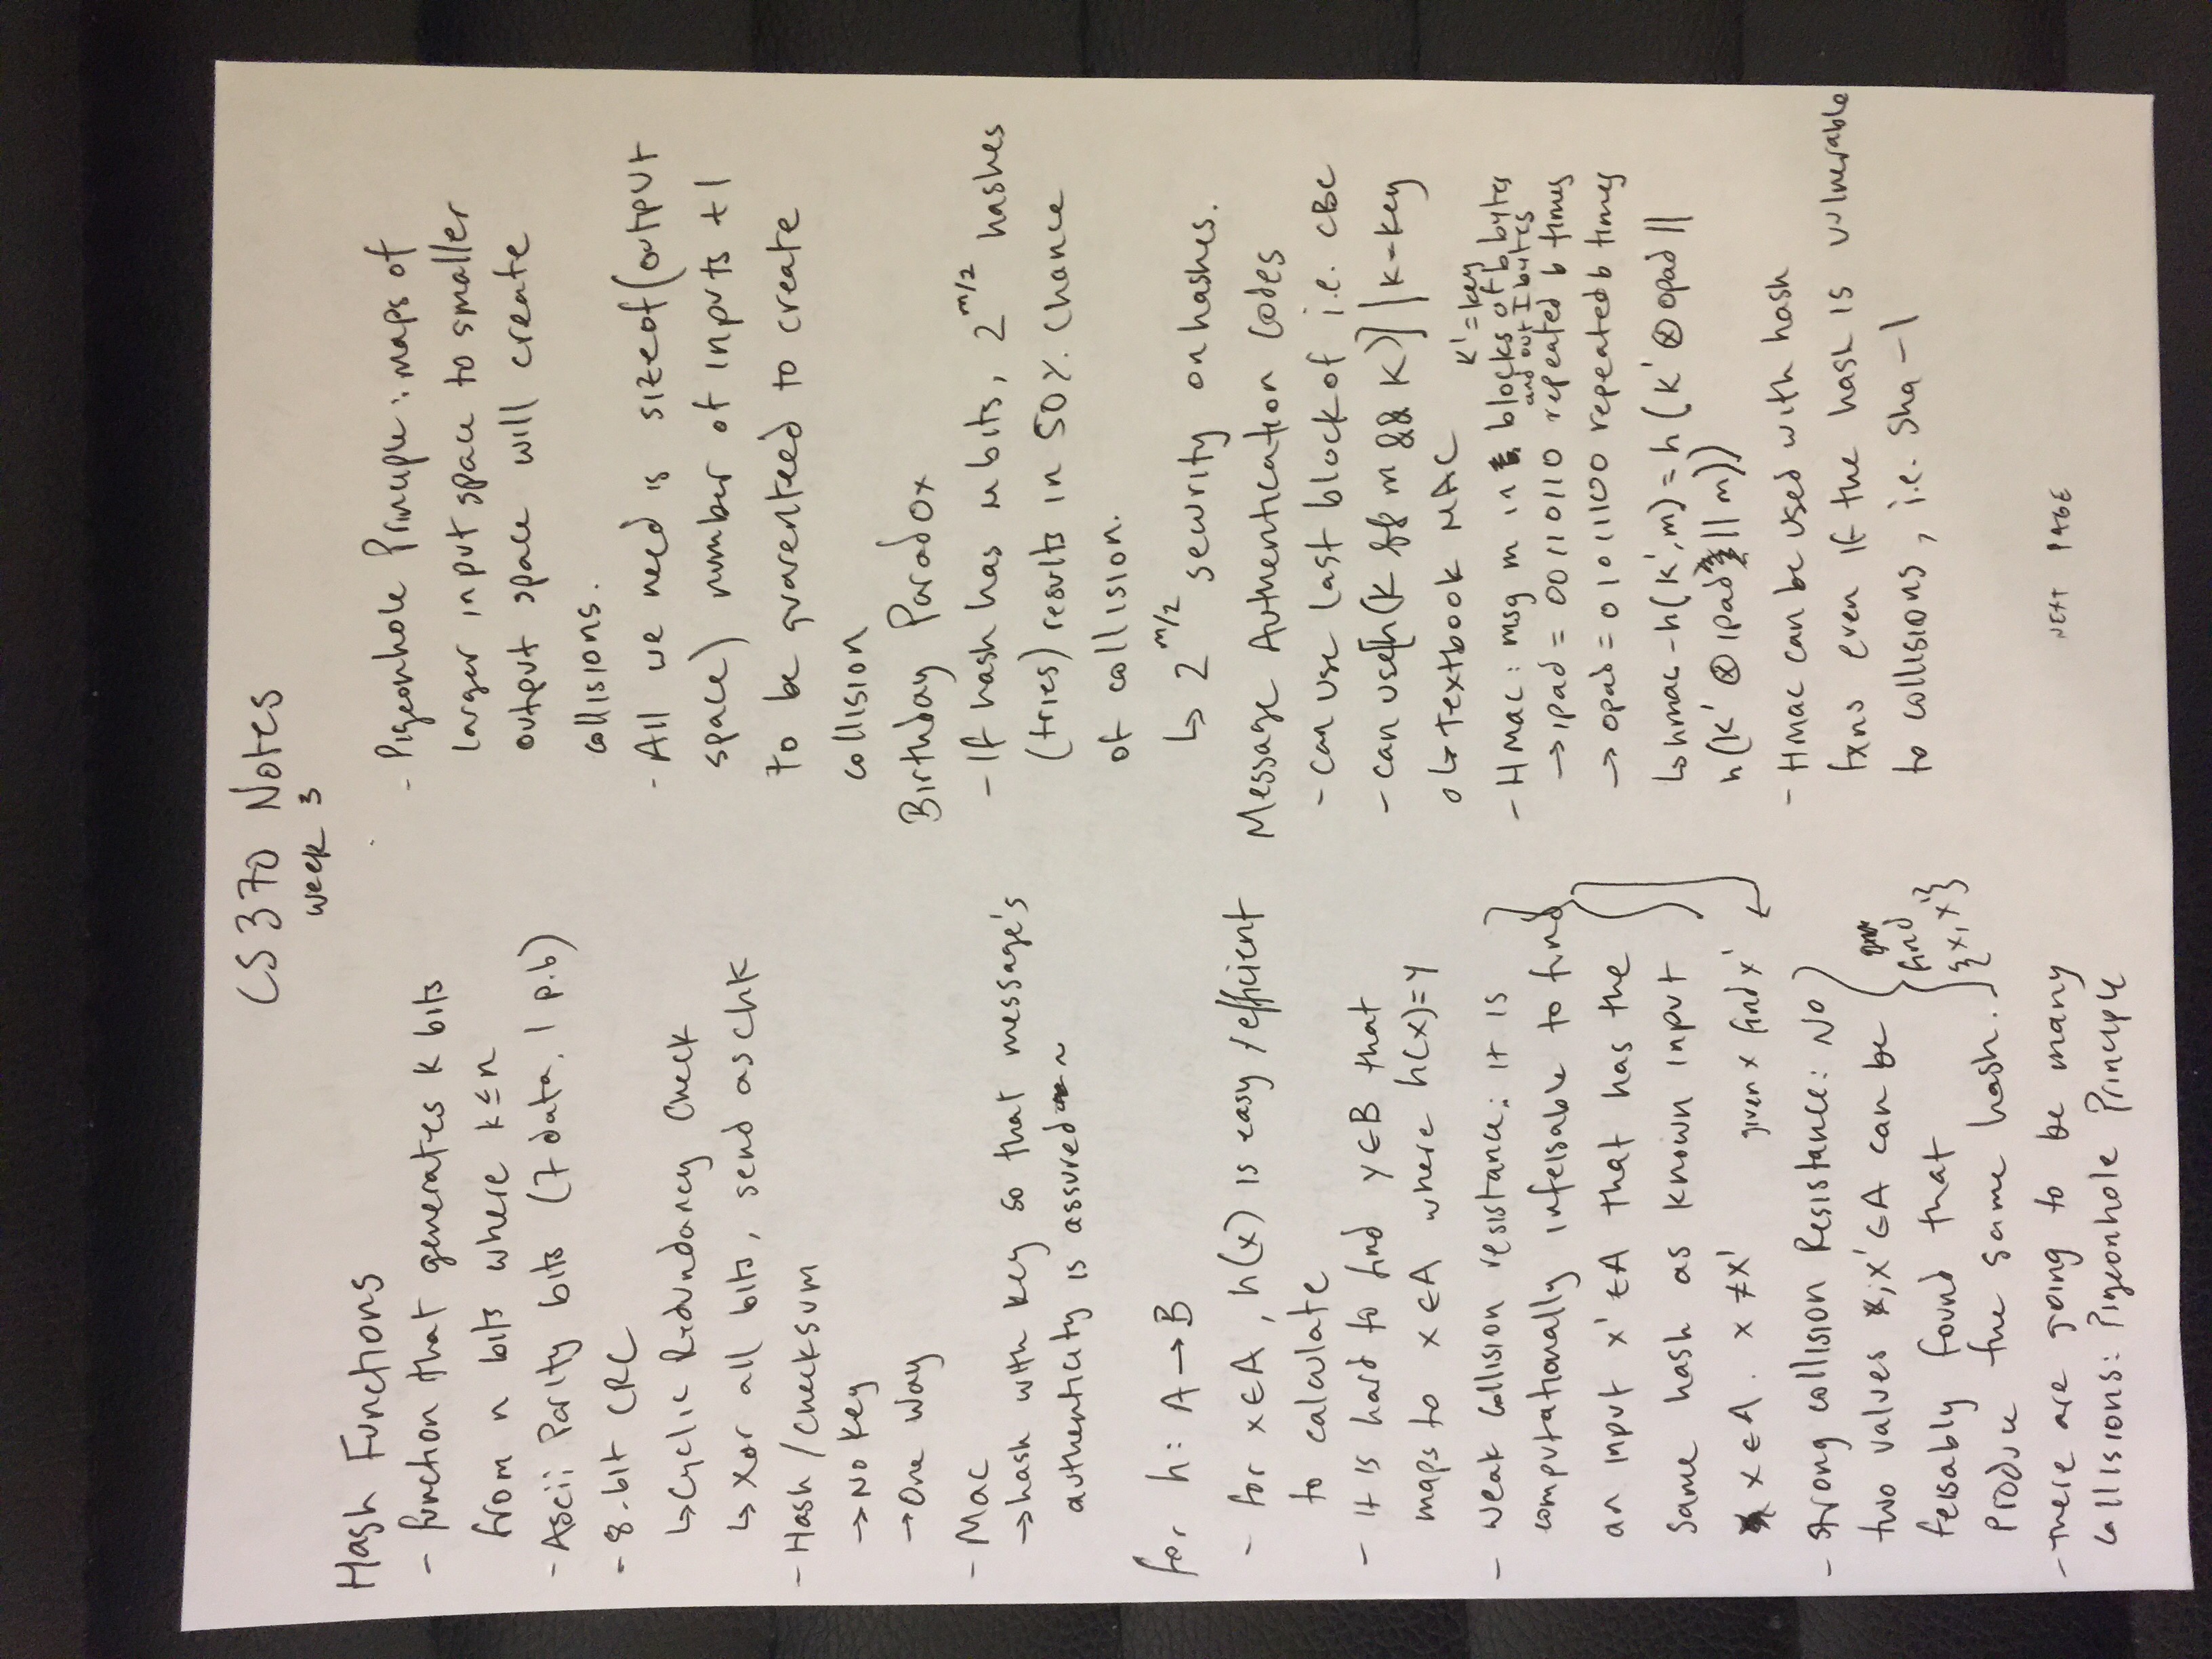 CS 370 Notes
week 3
Hash Functions
- function that generates k bits
from n bits where k ≤ n
- Ascii Parity bits (7 data, 1 p.b)
- 8-bit CRC
↳ Cyclic Redundancy Check
↳ Xor all bits, send as chk
- Hash / Checksum
→ No Key
→ One Way
- Mac
→ hash with key so that message's
authenticity is assured
for h: A → B
- for x ∈ A, h(x) is easy / efficient
to calculate
- it is hard to find y ∈ B that
maps to x ∈ A where h(x) = y
- weak collision resistance: it is
computationally infeisable to find
an input x' ∈ A that has the
same hash as known input
x ∈ A. x ≠ x' given x find x'
- strong collision Resistance: No
two values x, x' ∈ A can be
feisably found that
produce the same hash.
find
{x, x'}
- there are going to be many
collisions: Pigeonhole Principle
- Pigeonhole Principle: maps of
larger input space to smaller
output space will create
collisions.
- All we need is sizeof(output
space) number of inputs +1
to be guarenteed to create
collision
Birthday Paradox
- If hash has m bits, 2^m/2 hashes
(tries) results in 50% chance
of collision.
↳ 2^m/2 security on hashes.
Message Authentication Codes
- can use last block of i.e. CBC
- can use [h(K && m && K)] | K = key
↳ Textbook MAC
K' = key
- Hmac: msg m in blocks of b bytes
and out I bytes
→ ipad = 00110110 repeated b times
→ opad = 01011100 repeated b times
↳ hmac - h(K', m) = h(K' ⊗ opad ||
h(K' ⊗ ipad || m))
- Hmac can be used with hash
fxns even if the hash is vulnerable
to collisions, i.e. Sha-1
NEXT PAGE